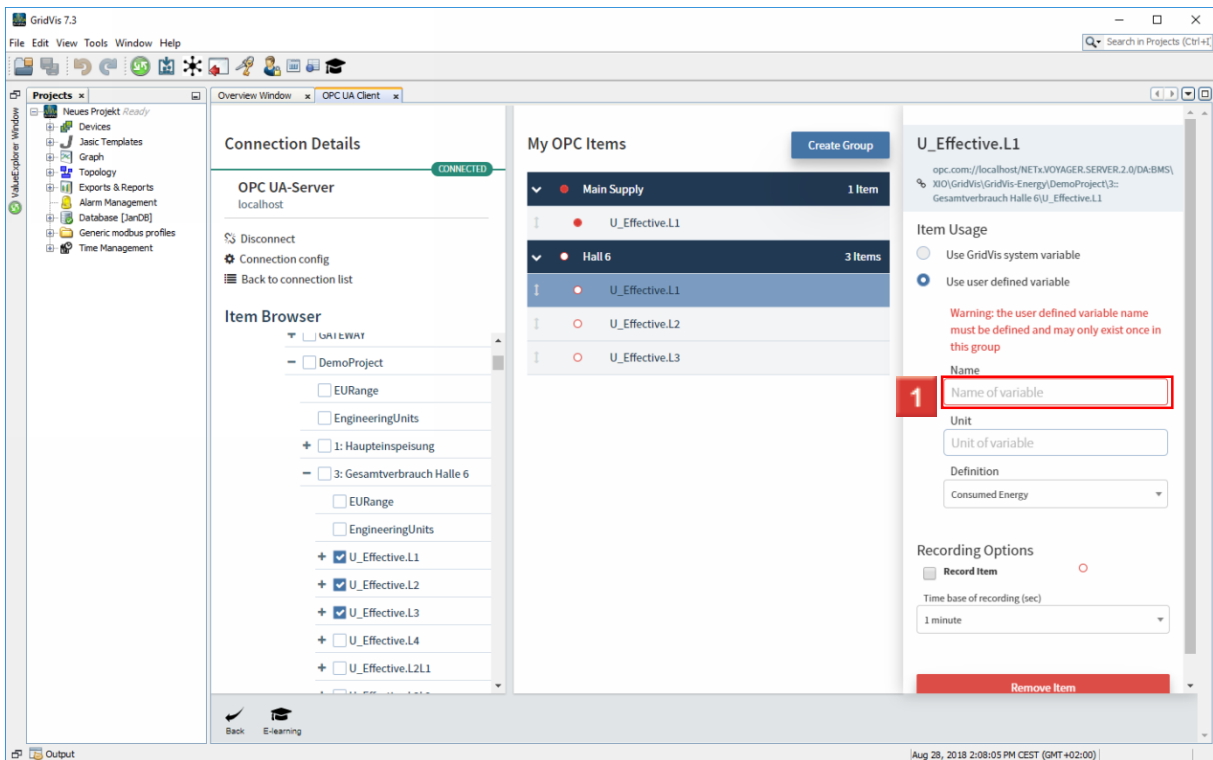 GridVis 7.3
File Edit View Tools Window Help
Search in Projects (Ctrl+I
ValueExplorer Window
Projects
Neues Projekt Ready
Devices
Jasic Templates
Graph
Topology
Exports & Reports
Alarm Management
Database [JanDB]
Generic modbus profiles
Time Management
Overview Window
OPC UA Client
Connection Details
CONNECTED
OPC UA-Server
localhost
Disconnect
Connection config
Back to connection list
Item Browser
GATEWAY
DemoProject
EURange
EngineeringUnits
1: Haupteinspeisung
3: Gesamtverbrauch Halle 6
EURange
EngineeringUnits
U_Effective.L1
U_Effective.L2
U_Effective.L3
U_Effective.L4
U_Effective.L2L1
My OPC Items
Create Group
Main Supply 1 Item
U_Effective.L1
Hall 6 3 Items
U_Effective.L1
U_Effective.L2
U_Effective.L3
U_Effective.L1
opc.com://localhost/NETx.VOYAGER.SERVER.2.0/DA:BMS\
XIO\GridVis\GridVis-Energy\DemoProject\3::
Gesamtverbrauch Halle 6\U_Effective.L1
Item Usage
Use GridVis system variable
Use user defined variable
Warning: the user defined variable name
must be defined and may only exist once in
this group
Name
1
Name of variable
Unit
Unit of variable
Definition
Consumed Energy
Recording Options
Record Item
Time base of recording (sec)
1 minute
Remove Item
Back
E-learning
Output
Aug 28, 2018 2:08:05 PM CEST (GMT+02:00)